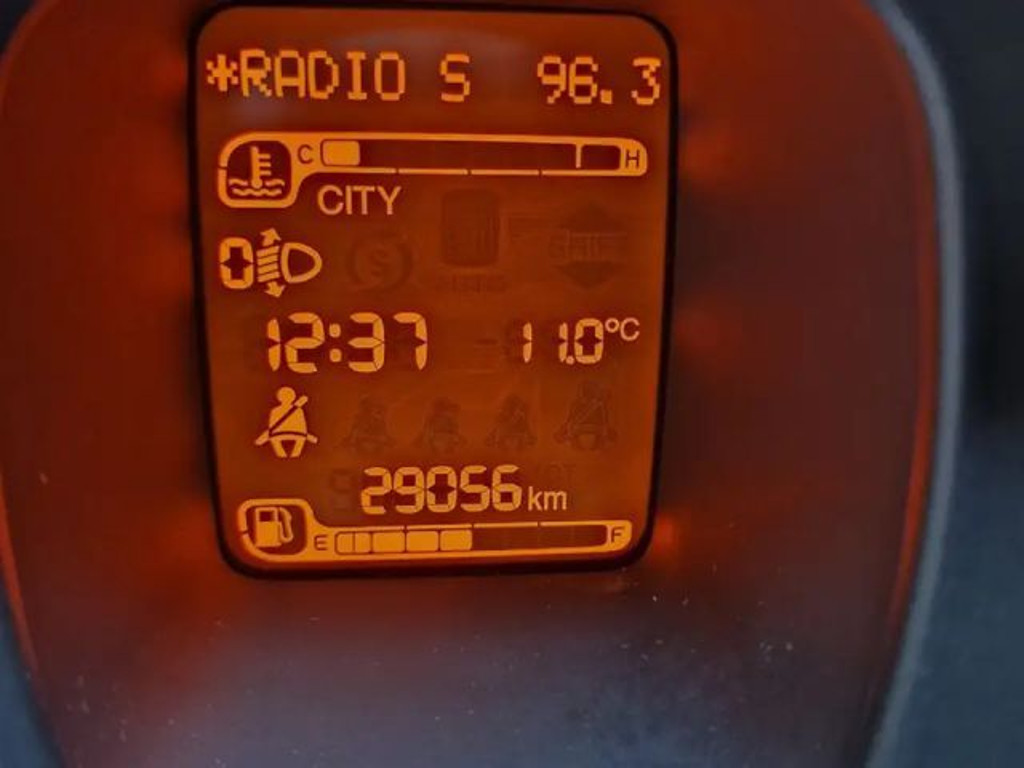 *RADIO S 96.3
C H
CITY
0
12:37 11.0°C
29056 km
E F